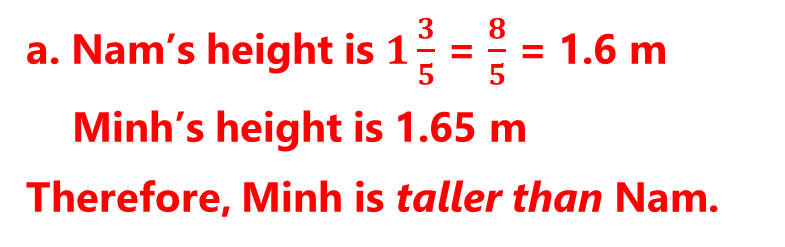 a. Nam’s height is 1 3/5 = 8/5 = 1.6 m
Minh’s height is 1.65 m
Therefore, Minh is taller than Nam.